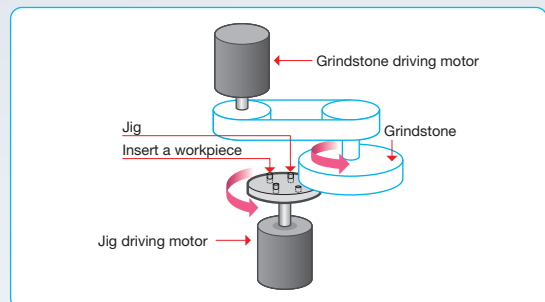 Grindstone driving motor
Jig
Grindstone
Insert a workpiece
Jig driving motor